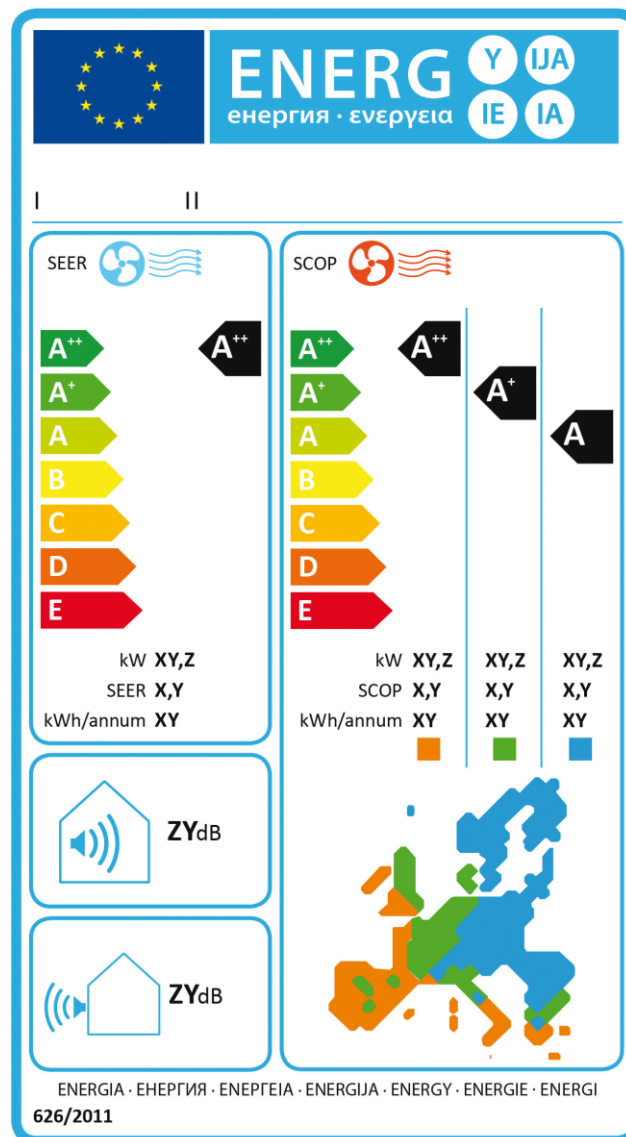 ENERG Y IJA
енергия · ενεργεια IE IA
I II
SEER
A++ A++
A+
A
B
C
D
E
kW XY,Z
SEER X,Y
kWh/annum XY
SCOP
A++ A++
A+ A+
A A
B
C
D
E
kW XY,Z XY,Z XY,Z
SCOP X,Y X,Y X,Y
kWh/annum XY XY XY
ZYdB
ZYdB
ENERGIA · ЕНЕРГИЯ · ΕΝΕΡΓΕΙΑ · ENERGIJA · ENERGY · ENERGIE · ENERGI
626/2011